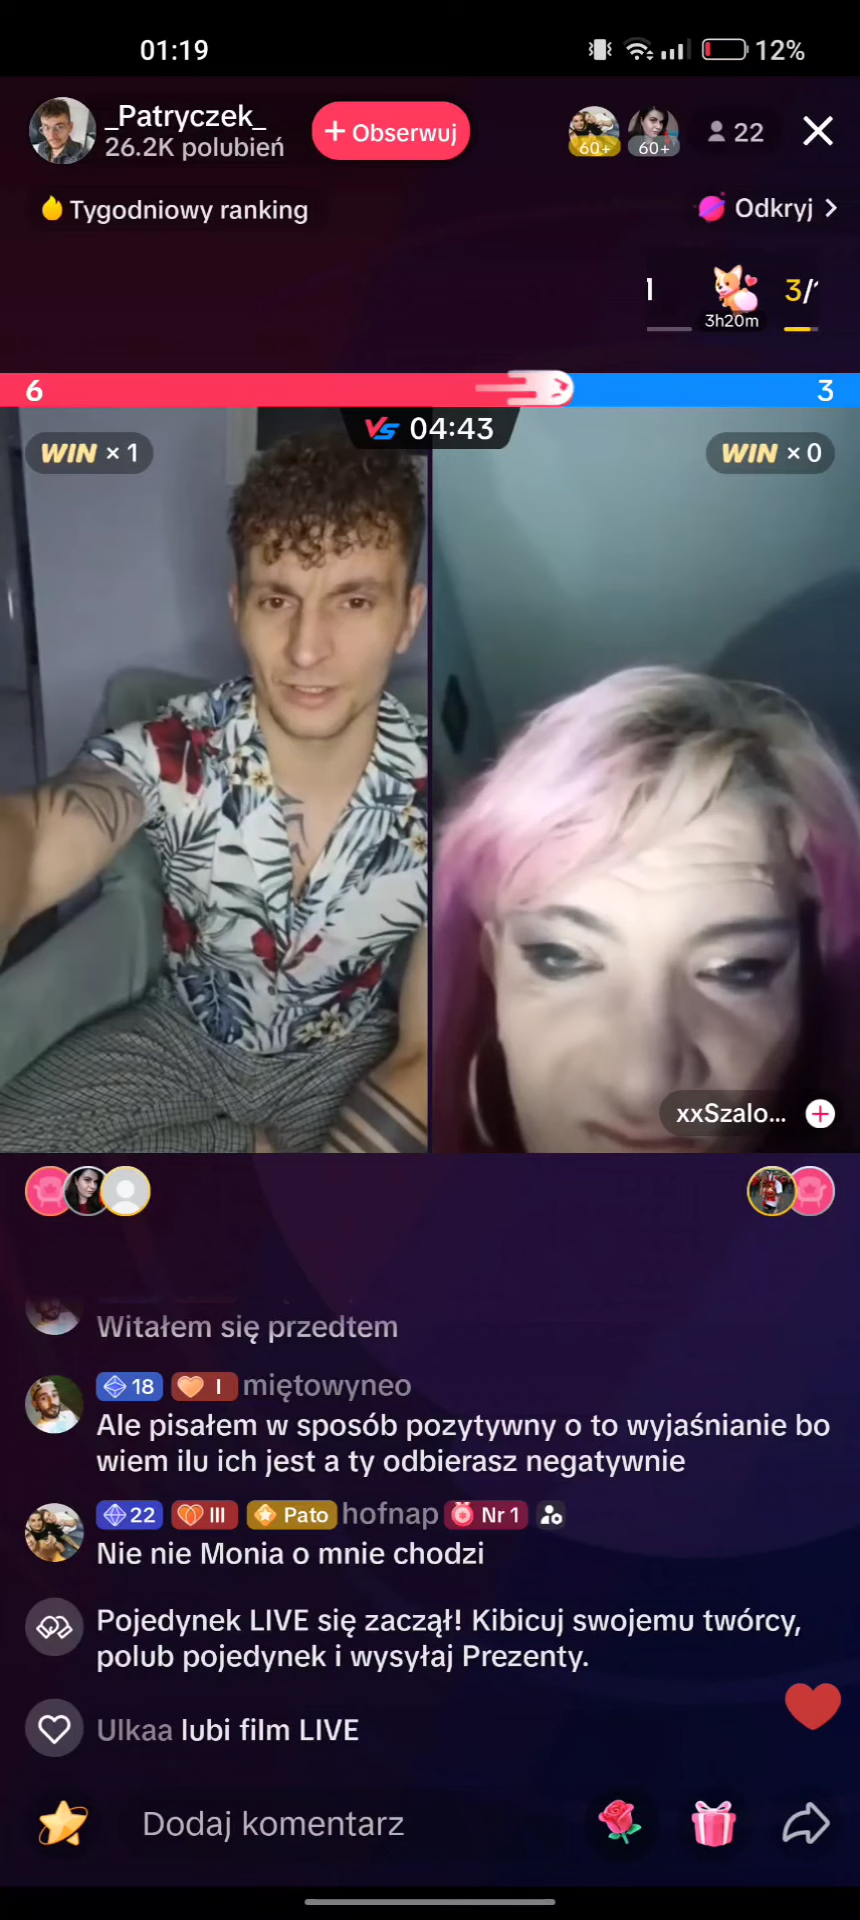 01:19
12%
_Patryczek_
26.2K polubień
+ Obserwuj
60+
60+
22
Tygodniowy ranking
Odkryj
3h20m
3/
6
3
WIN × 1
VS 04:43
WIN × 0
xxSzalo...
Witałem się przedtem
18 I miętowyneo
Ale pisałem w sposób pozytywny o to wyjaśnianie bo
wiem ilu ich jest a ty odbierasz negatywnie
22 III Pato hofnap Nr 1
Nie nie Monia o mnie chodzi
Pojedynek LIVE się zaczął! Kibicuj swojemu twórcy,
polub pojedynek i wysyłaj Prezenty.
Ulkaa lubi film LIVE
Dodaj komentarz